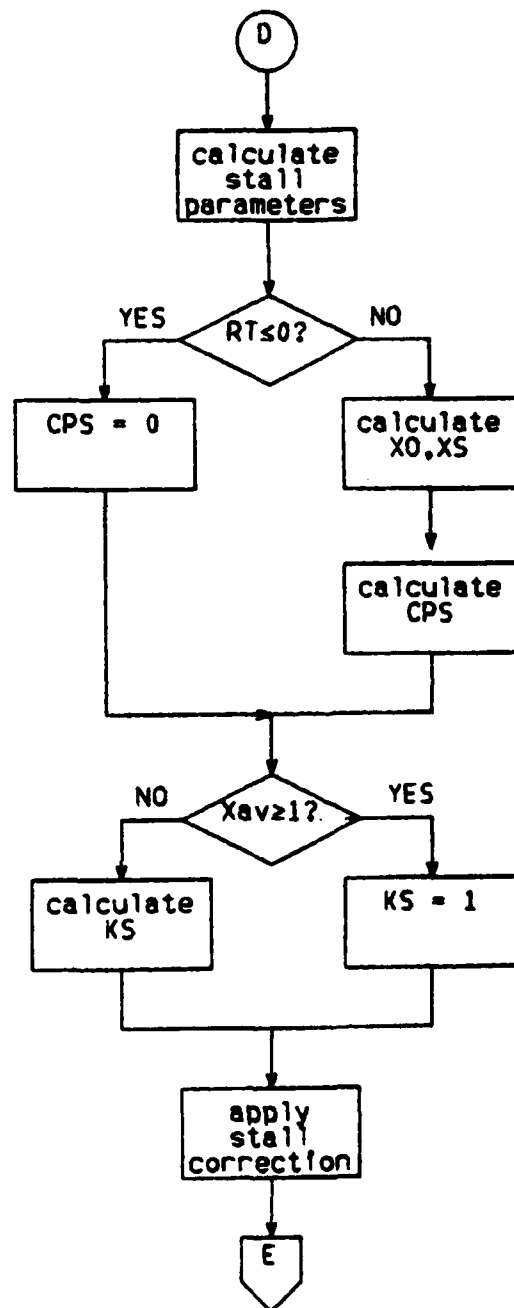 D
calculate
stall
parameters
YES
RT≤0?
NO
CPS = 0
calculate
XO,XS
calculate
CPS
NO
Xav≥1?
YES
calculate
KS
KS = 1
apply
stall
correction
E